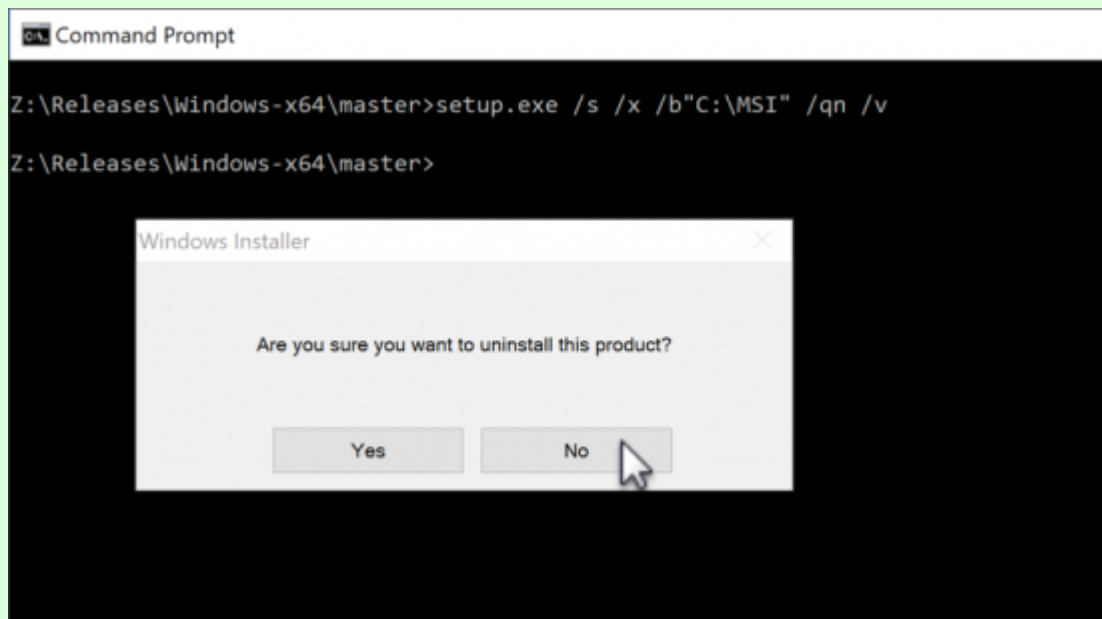 Command Prompt
Z:\Releases\Windows-x64\master>setup.exe /s /x /b"C:\MSI" /qn /v
Z:\Releases\Windows-x64\master>
Windows Installer
Are you sure you want to uninstall this product?
Yes No